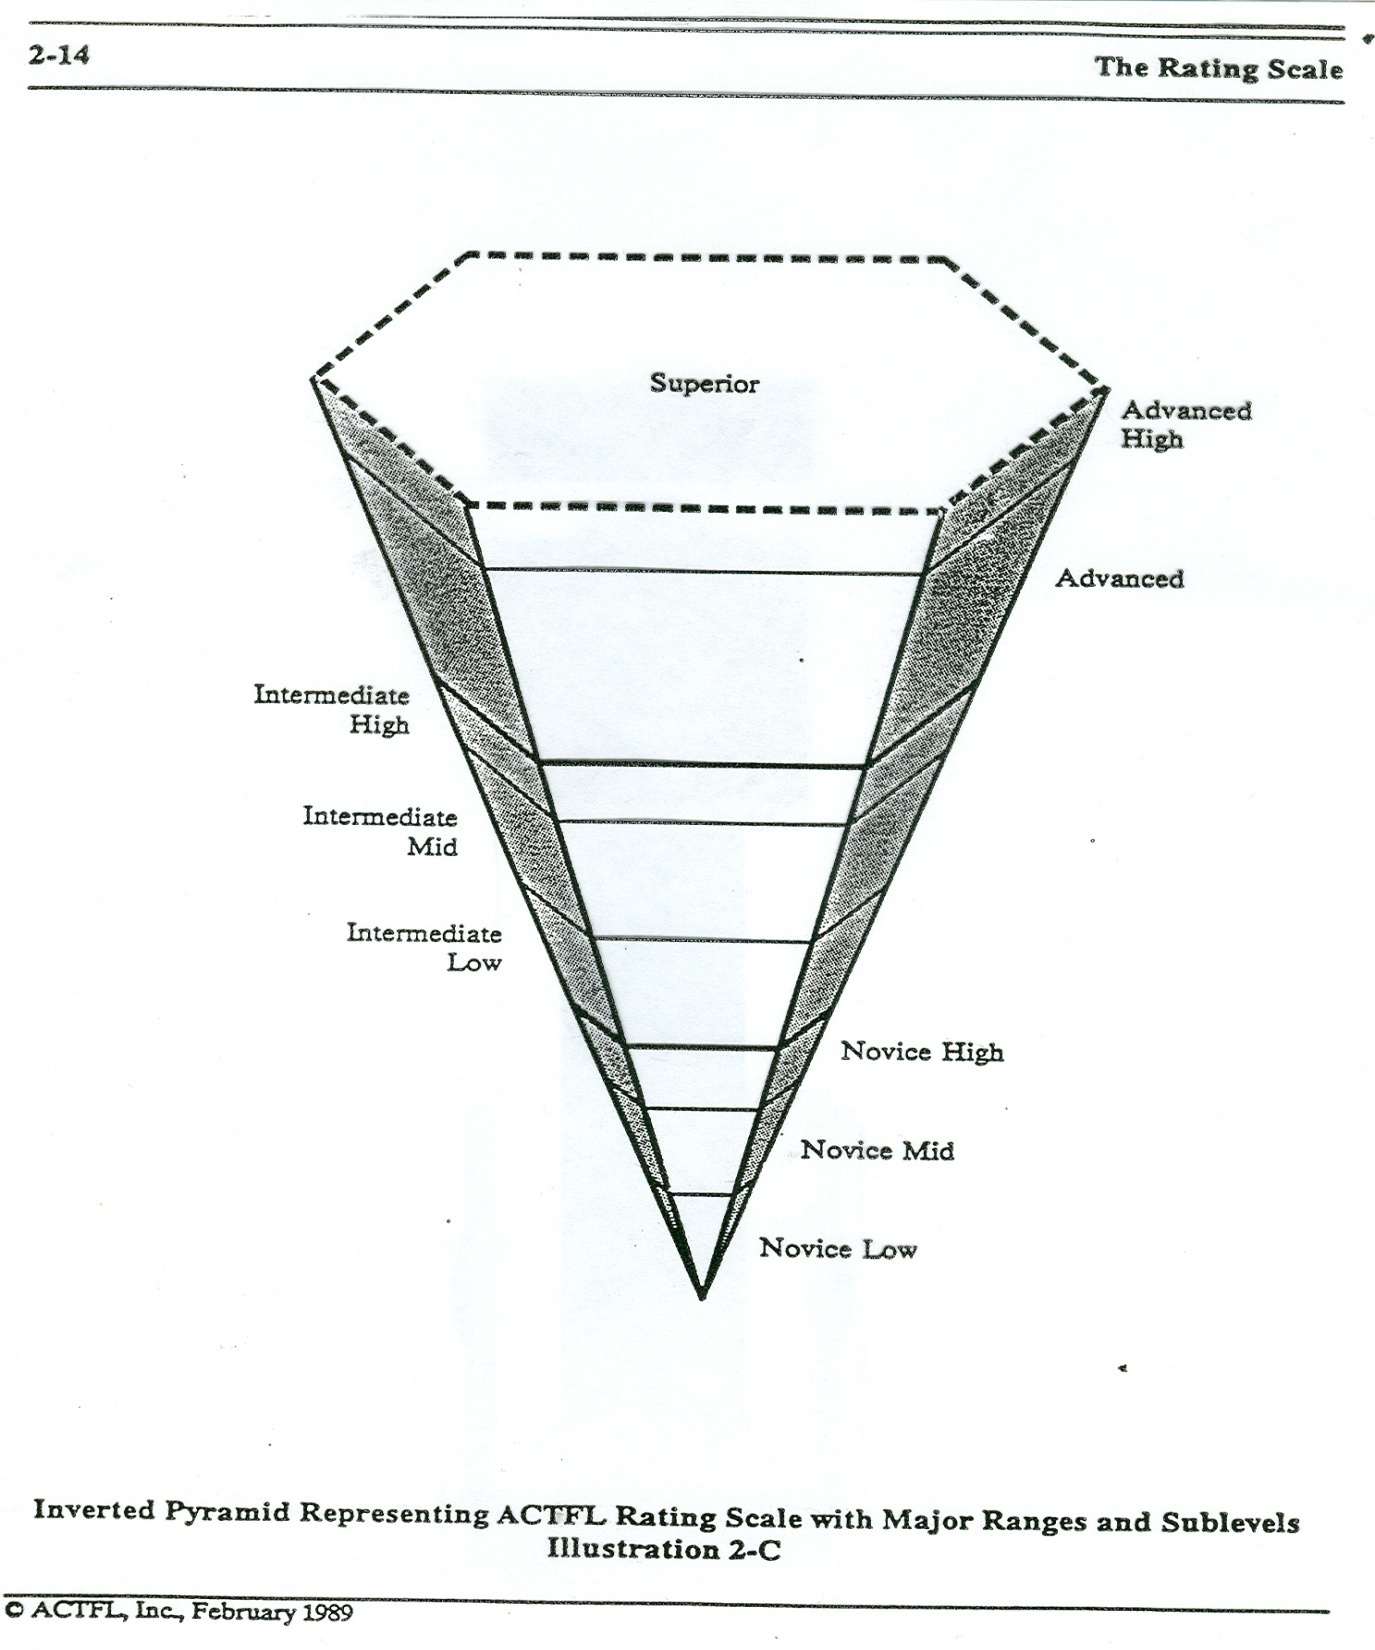 2-14
The Rating Scale
Superior
Advanced
High
Advanced
Intermediate
High
Intermediate
Mid
Intermediate
Low
Novice High
Novice Mid
Novice Low
Inverted Pyramid Representing ACTFL Rating Scale with Major Ranges and Sublevels
Illustration 2-C
© ACTFL, Inc., February 1989